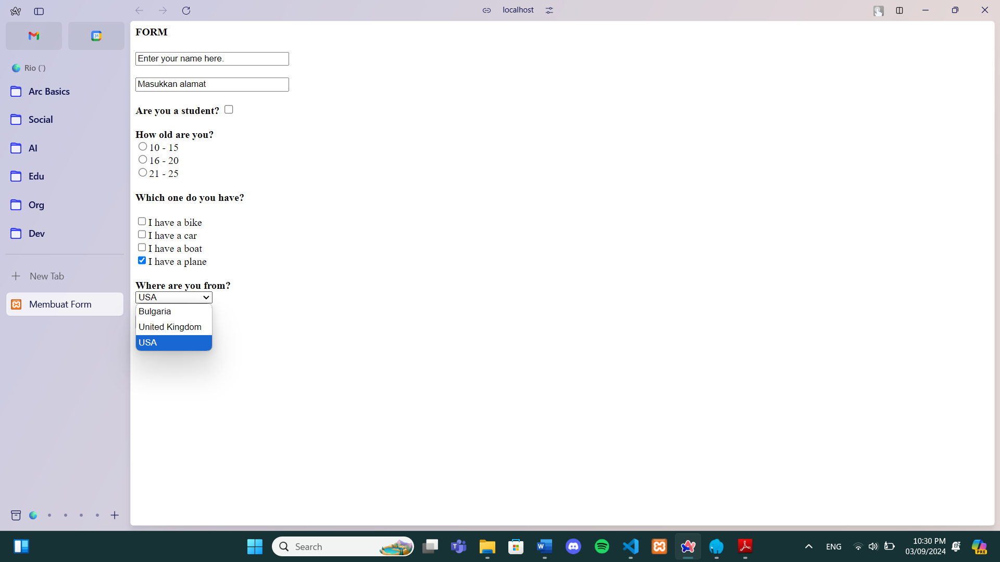 localhost
31
Rio (`)
Arc Basics
Social
AI
Edu
Org
Dev
New Tab
Membuat Form
FORM
Enter your name here.
Masukkan alamat
Are you a student?
How old are you?
10 - 15
16 - 20
21 - 25
Which one do you have?
I have a bike
I have a car
I have a boat
I have a plane
Where are you from?
USA
Bulgaria
United Kingdom
USA
Search
ENG
10:30 PM
03/09/2024
PRE